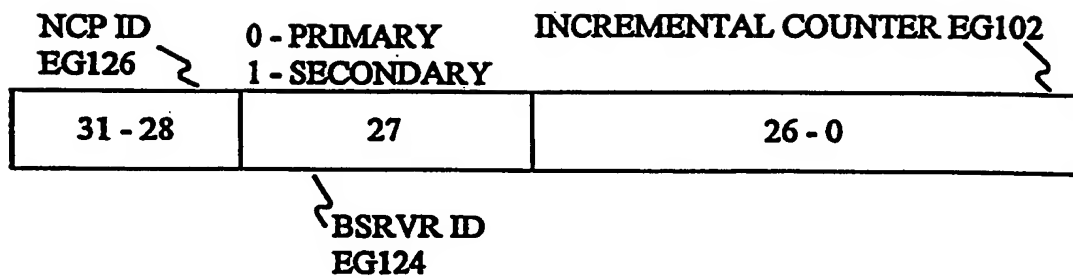 NCP ID
EG126
0 - PRIMARY
1 - SECONDARY
INCREMENTAL COUNTER EG102
31 - 28
27
26 - 0
BSRVR ID
EG124